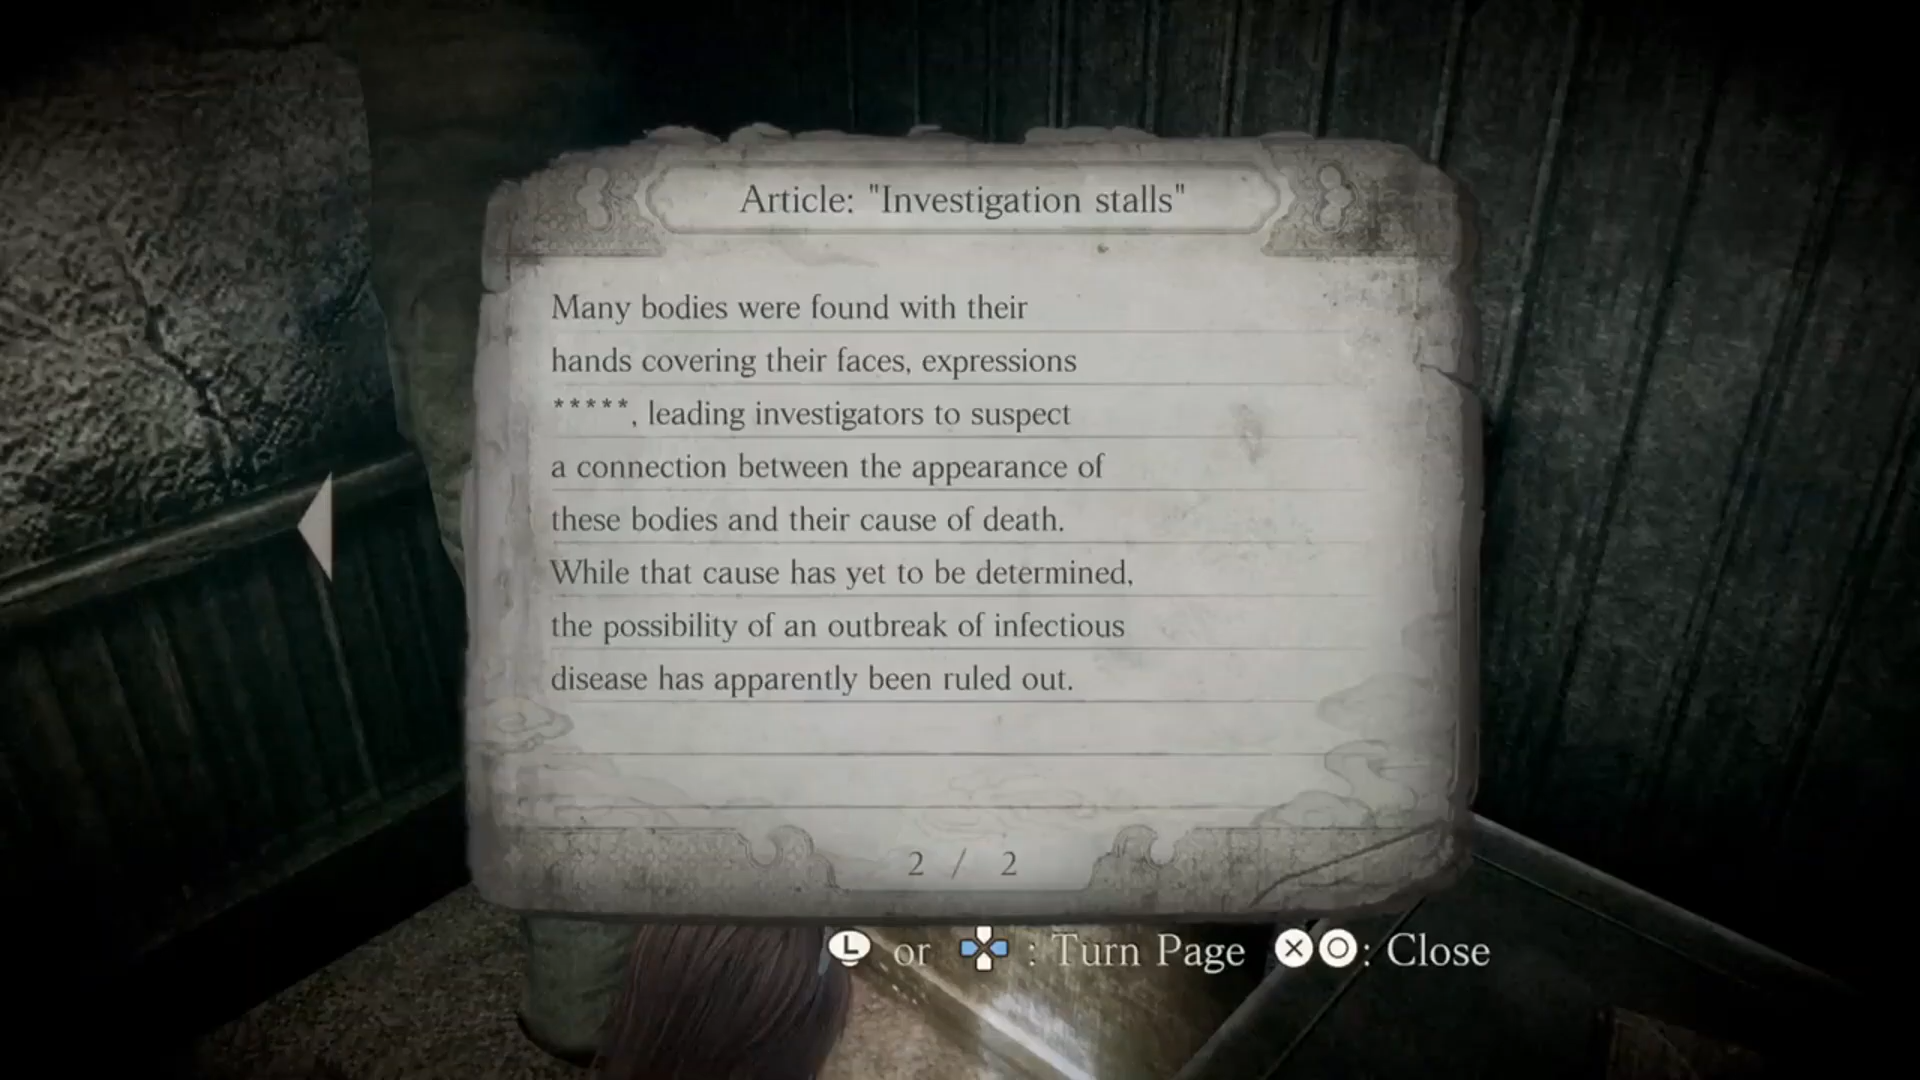 Article: "Investigation stalls"
Many bodies were found with their
hands covering their faces, expressions
*****, leading investigators to suspect
a connection between the appearance of
these bodies and their cause of death.
While that cause has yet to be determined,
the possibility of an outbreak of infectious
disease has apparently been ruled out.
2 / 2
L or : Turn Page : Close